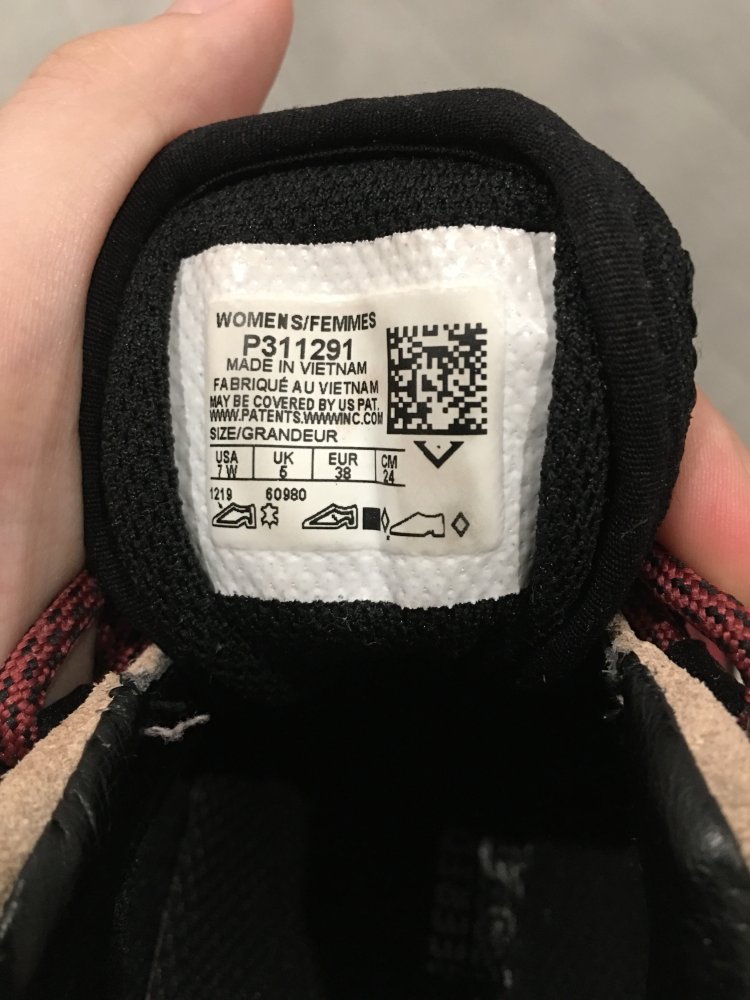 WOMENS/FEMMES
P311291
MADE IN VIETNAM
FABRIQUÉ AU VIETNAM
MAY BE COVERED BY US PAT.
WWW.PATENTS.WWWINC.COM
SIZE/GRANDEUR
USA UK EUR CM
7 W 5 38 24
1219 60980